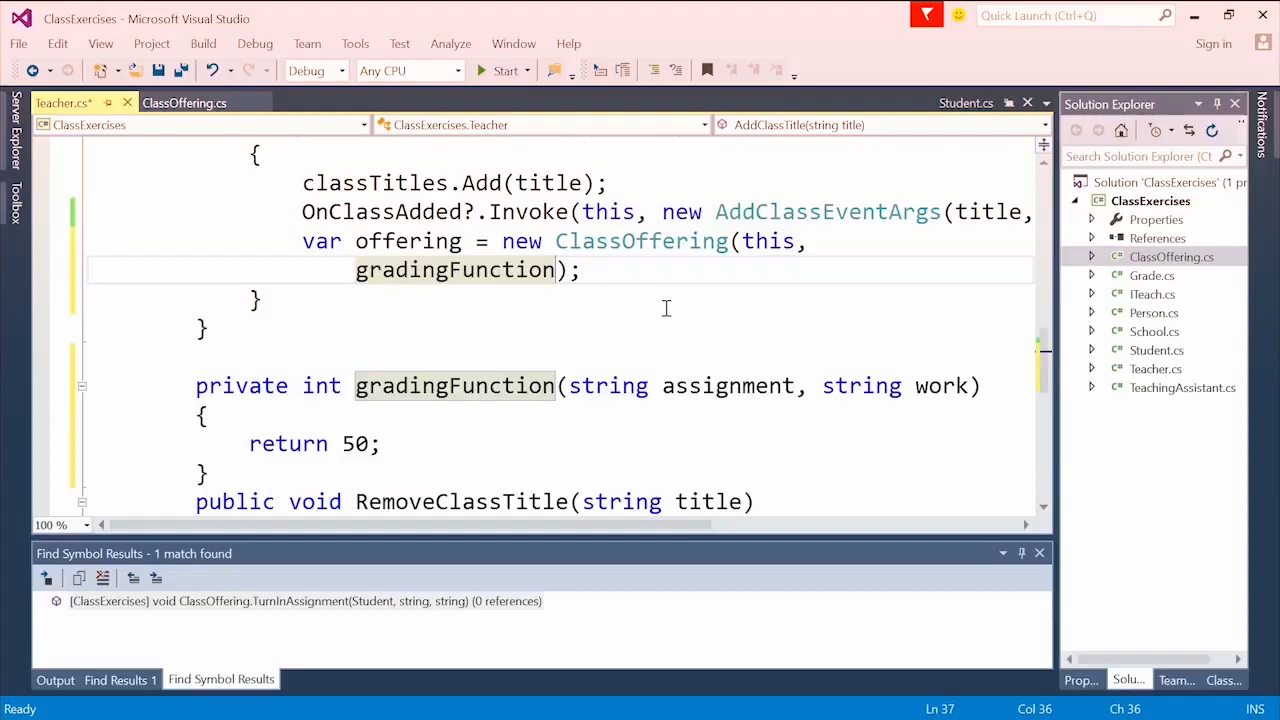 ClassExercises - Microsoft Visual Studio
Quick Launch (Ctrl+Q)
File Edit View Project Build Debug Team Tools Test Analyze Window Help
Sign in
Debug Any CPU Start
Teacher.cs* ClassOffering.cs Student.cs
ClassExercises ClassExercises.Teacher AddClassTitle(string title)
{
classTitles.Add(title);
OnClassAdded?.Invoke(this, new AddClassEventArgs(title,
var offering = new ClassOffering(this,
gradingFunction);
}
}
private int gradingFunction(string assignment, string work)
{
return 50;
}
public void RemoveClassTitle(string title)
100 %
Find Symbol Results - 1 match found
[ClassExercises] void ClassOffering.TurnInAssignment(Student, string, string) (0 references)
Output Find Results 1 Find Symbol Results
Server Explorer
Toolbox
Solution Explorer
Search Solution Explorer (Ct
Solution 'ClassExercises' (1 pr
ClassExercises
Properties
References
C# ClassOffering.cs
C# Grade.cs
C# ITeach.cs
C# Person.cs
C# School.cs
C# Student.cs
C# Teacher.cs
C# TeachingAssistant.cs
Prop... Solu... Team... Class...
Notifications
Ready Ln 37 Col 36 Ch 36 INS